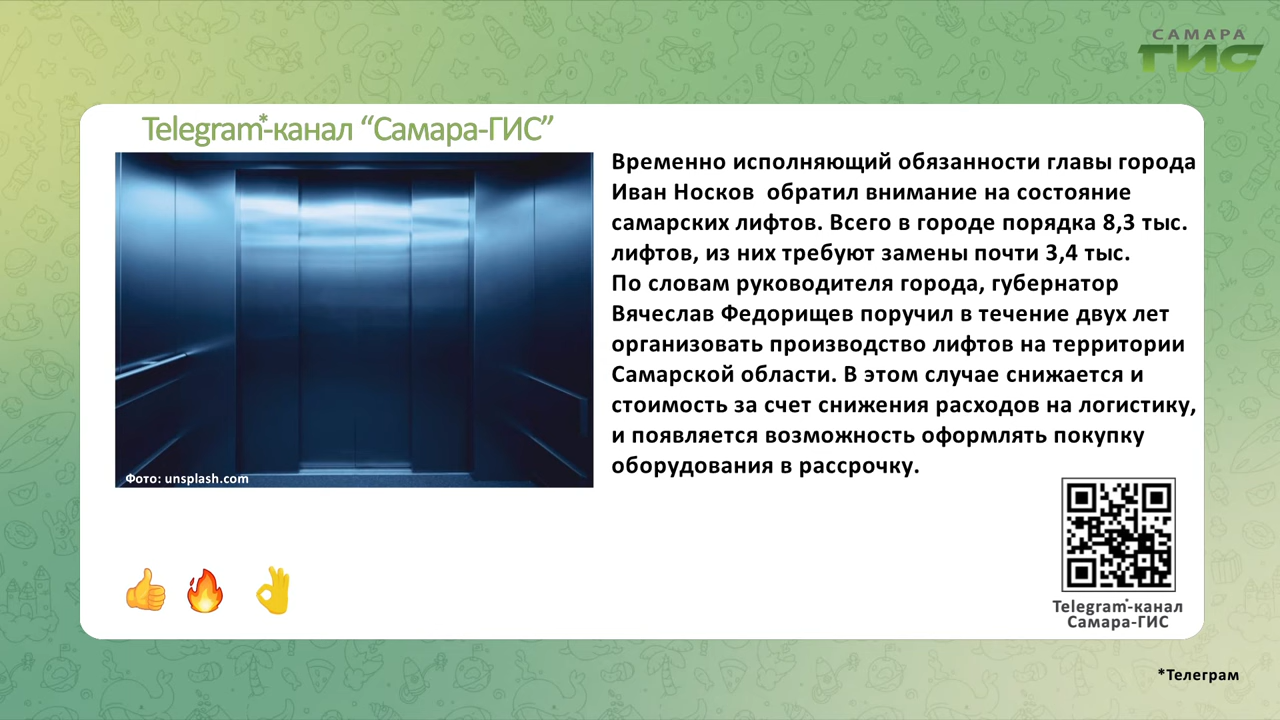 САМАРА
ГИС
Telegram*-канал “Самара-ГИС”
Временно исполняющий обязанности главы города
Иван Носков обратил внимание на состояние
самарских лифтов. Всего в городе порядка 8,3 тыс.
лифтов, из них требуют замены почти 3,4 тыс.
По словам руководителя города, губернатор
Вячеслав Федорищев поручил в течение двух лет
организовать производство лифтов на территории
Самарской области. В этом случае снижается и
стоимость за счет снижения расходов на логистику,
и появляется возможность оформлять покупку
оборудования в рассрочку.
Фото: unsplash.com
Telegram*-канал
Самара-ГИС
*Телеграм